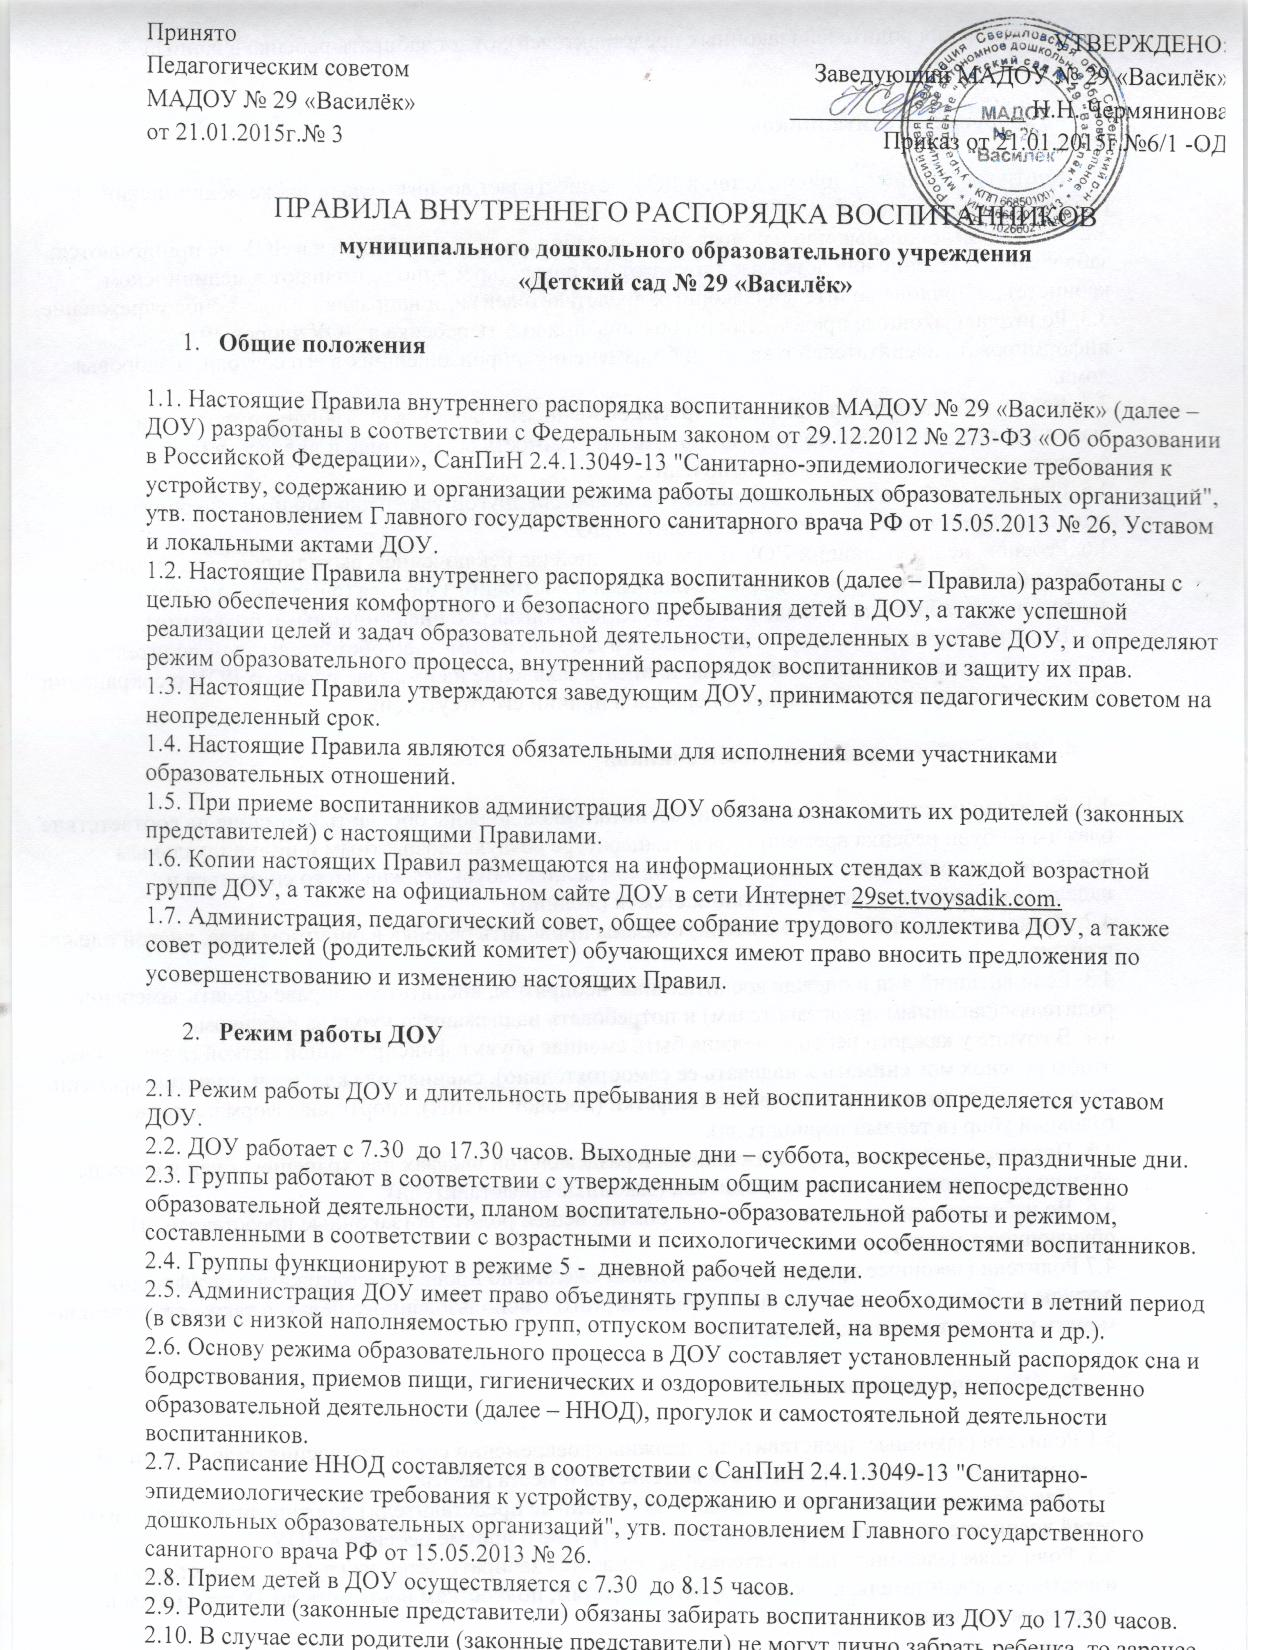 Принято
Педагогическим советом
МАДОУ № 29 «Василёк»
от 21.01.2015г.№ 3
УТВЕРЖДЕНО:
Заведующий МАДОУ № 29 «Василёк»
Н.Н. Чермянинова
Приказ от 21.01.2015г.№6/1 -ОД
МАДОУ
№ 29
"Василек"
ПРАВИЛА ВНУТРЕННЕГО РАСПОРЯДКА ВОСПИТАННИКОВ
муниципального дошкольного образовательного учреждения
«Детский сад № 29 «Василёк»
1. Общие положения
1.1. Настоящие Правила внутреннего распорядка воспитанников МАДОУ № 29 «Василёк» (далее –
ДОУ) разработаны в соответствии с Федеральным законом от 29.12.2012 № 273-ФЗ «Об образовании
в Российской Федерации», СанПиН 2.4.1.3049-13 "Санитарно-эпидемиологические требования к
устройству, содержанию и организации режима работы дошкольных образовательных организаций",
утв. постановлением Главного государственного санитарного врача РФ от 15.05.2013 № 26, Уставом
и локальными актами ДОУ.
1.2. Настоящие Правила внутреннего распорядка воспитанников (далее – Правила) разработаны с
целью обеспечения комфортного и безопасного пребывания детей в ДОУ, а также успешной
реализации целей и задач образовательной деятельности, определенных в уставе ДОУ, и определяют
режим образовательного процесса, внутренний распорядок воспитанников и защиту их прав.
1.3. Настоящие Правила утверждаются заведующим ДОУ, принимаются педагогическим советом на
неопределенный срок.
1.4. Настоящие Правила являются обязательными для исполнения всеми участниками
образовательных отношений.
1.5. При приеме воспитанников администрация ДОУ обязана ознакомить их родителей (законных
представителей) с настоящими Правилами.
1.6. Копии настоящих Правил размещаются на информационных стендах в каждой возрастной
группе ДОУ, а также на официальном сайте ДОУ в сети Интернет 29set.tvoysadik.com.
1.7. Администрация, педагогический совет, общее собрание трудового коллектива ДОУ, а также
совет родителей (родительский комитет) обучающихся имеют право вносить предложения по
усовершенствованию и изменению настоящих Правил.
2. Режим работы ДОУ
2.1. Режим работы ДОУ и длительность пребывания в ней воспитанников определяется уставом
ДОУ.
2.2. ДОУ работает с 7.30 до 17.30 часов. Выходные дни – суббота, воскресенье, праздничные дни.
2.3. Группы работают в соответствии с утвержденным общим расписанием непосредственно
образовательной деятельности, планом воспитательно-образовательной работы и режимом,
составленными в соответствии с возрастными и психологическими особенностями воспитанников.
2.4. Группы функционируют в режиме 5 - дневной рабочей недели.
2.5. Администрация ДОУ имеет право объединять группы в случае необходимости в летний период
(в связи с низкой наполняемостью групп, отпуском воспитателей, на время ремонта и др.).
2.6. Основу режима образовательного процесса в ДОУ составляет установленный распорядок сна и
бодрствования, приемов пищи, гигиенических и оздоровительных процедур, непосредственно
образовательной деятельности (далее – ННОД), прогулок и самостоятельной деятельности
воспитанников.
2.7. Расписание ННОД составляется в соответствии с СанПиН 2.4.1.3049-13 "Санитарно-
эпидемиологические требования к устройству, содержанию и организации режима работы
дошкольных образовательных организаций", утв. постановлением Главного государственного
санитарного врача РФ от 15.05.2013 № 26.
2.8. Прием детей в ДОУ осуществляется с 7.30 до 8.15 часов.
2.9. Родители (законные представители) обязаны забирать воспитанников из ДОУ до 17.30 часов.
2.10. В случае если родители (законные представители) не могут лично забрать ребенка, то заранее